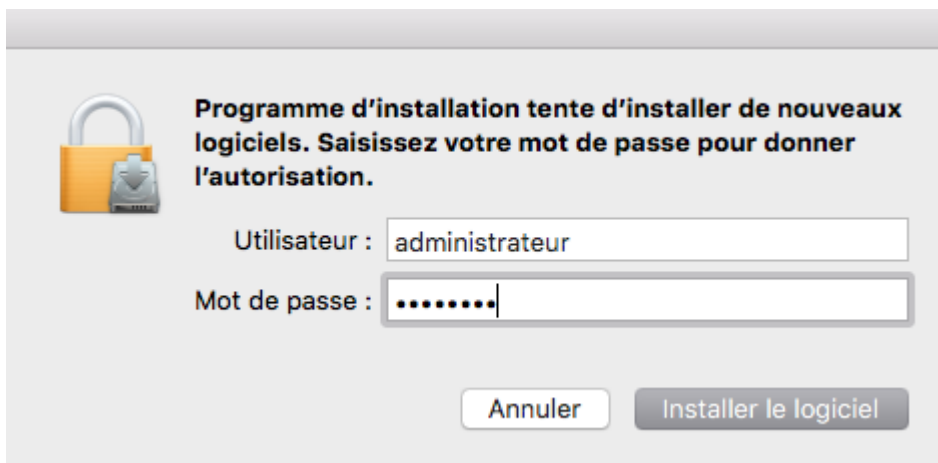 Programme d'installation tente d'installer de nouveaux
logiciels. Saisissez votre mot de passe pour donner
l'autorisation.
Utilisateur : administrateur
Mot de passe : ••••••••
Annuler Installer le logiciel